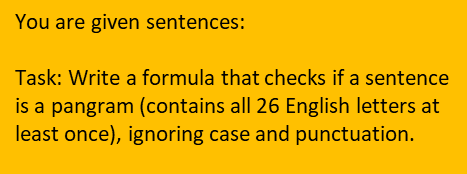 You are given sentences:
Task: Write a formula that checks if a sentence
is a pangram (contains all 26 English letters at
least once), ignoring case and punctuation.